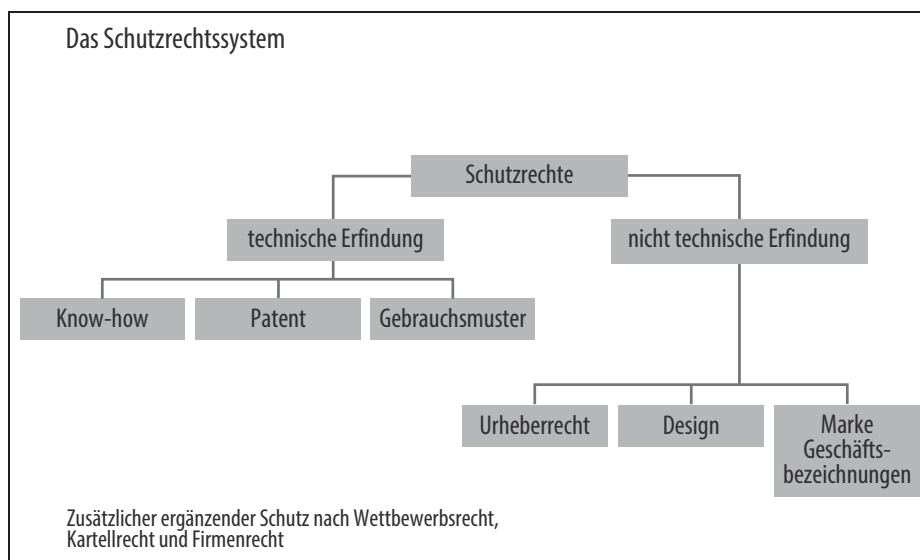 Das Schutzrechtssystem
Schutzrechte
technische Erfindung
nicht technische Erfindung
Know-how
Patent
Gebrauchsmuster
Urheberrecht
Design
Marke
Geschäfts-
bezeichnungen
Zusätzlicher ergänzender Schutz nach Wettbewerbsrecht,
Kartellrecht und Firmenrecht